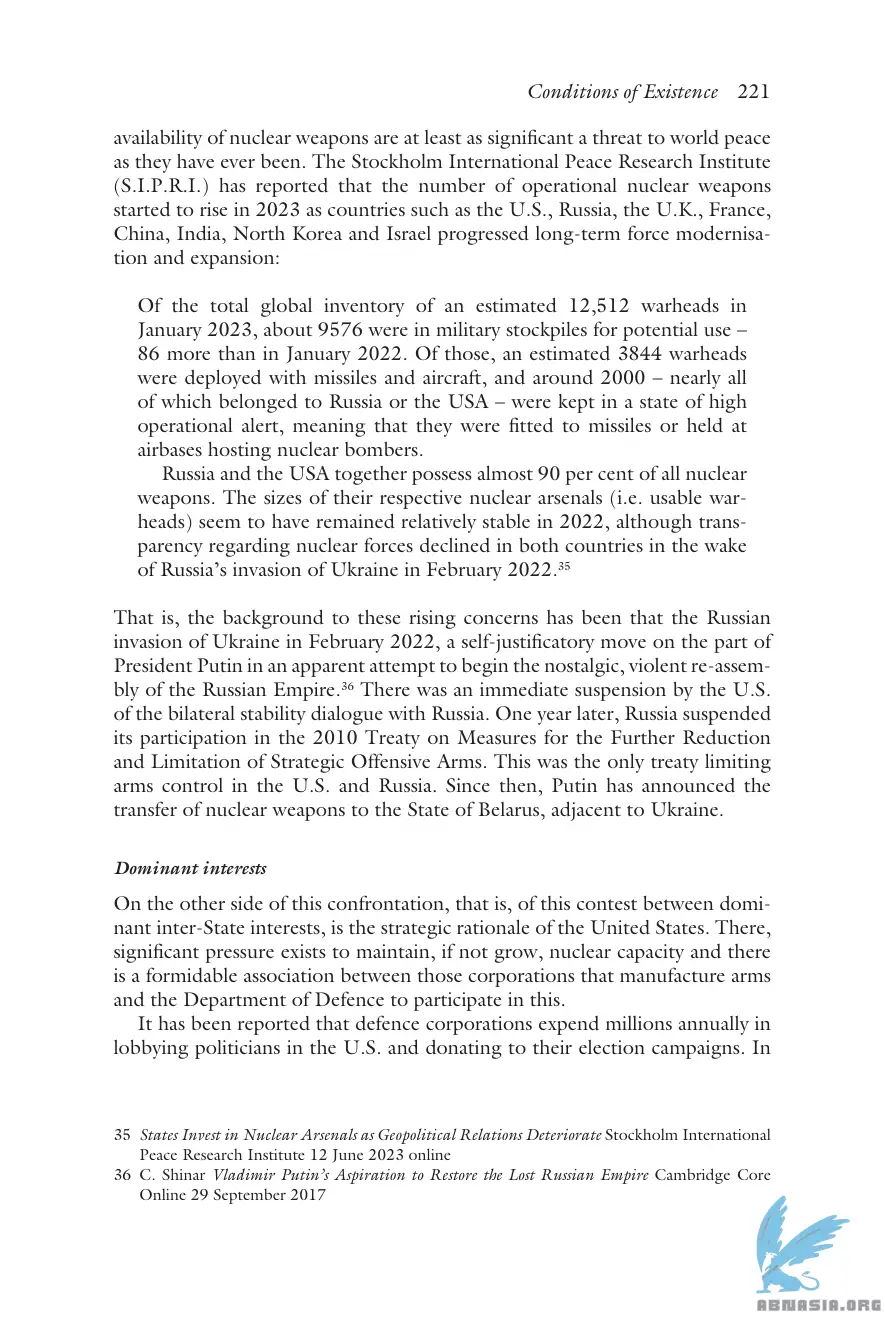 Conditions of Existence 221
availability of nuclear weapons are at least as significant a threat to world peace
as they have ever been. The Stockholm International Peace Research Institute
(S.I.P.R.I.) has reported that the number of operational nuclear weapons
started to rise in 2023 as countries such as the U.S., Russia, the U.K., France,
China, India, North Korea and Israel progressed long-term force modernisa-
tion and expansion:
Of the total global inventory of an estimated 12,512 warheads in
January 2023, about 9576 were in military stockpiles for potential use –
86 more than in January 2022. Of those, an estimated 3844 warheads
were deployed with missiles and aircraft, and around 2000 – nearly all
of which belonged to Russia or the USA – were kept in a state of high
operational alert, meaning that they were fitted to missiles or held at
airbases hosting nuclear bombers.
Russia and the USA together possess almost 90 per cent of all nuclear
weapons. The sizes of their respective nuclear arsenals (i.e. usable war-
heads) seem to have remained relatively stable in 2022, although trans-
parency regarding nuclear forces declined in both countries in the wake
of Russia's invasion of Ukraine in February 2022.35
That is, the background to these rising concerns has been that the Russian
invasion of Ukraine in February 2022, a self-justificatory move on the part of
President Putin in an apparent attempt to begin the nostalgic, violent re-assem-
bly of the Russian Empire.36 There was an immediate suspension by the U.S.
of the bilateral stability dialogue with Russia. One year later, Russia suspended
its participation in the 2010 Treaty on Measures for the Further Reduction
and Limitation of Strategic Offensive Arms. This was the only treaty limiting
arms control in the U.S. and Russia. Since then, Putin has announced the
transfer of nuclear weapons to the State of Belarus, adjacent to Ukraine.
Dominant interests
On the other side of this confrontation, that is, of this contest between domi-
nant inter-State interests, is the strategic rationale of the United States. There,
significant pressure exists to maintain, if not grow, nuclear capacity and there
is a formidable association between those corporations that manufacture arms
and the Department of Defence to participate in this.
It has been reported that defence corporations expend millions annually in
lobbying politicians in the U.S. and donating to their election campaigns. In
35 States Invest in Nuclear Arsenals as Geopolitical Relations Deteriorate Stockholm International
Peace Research Institute 12 June 2023 online
36 C. Shinar Vladimir Putin's Aspiration to Restore the Lost Russian Empire Cambridge Core
Online 29 September 2017
ABNASIA.ORG